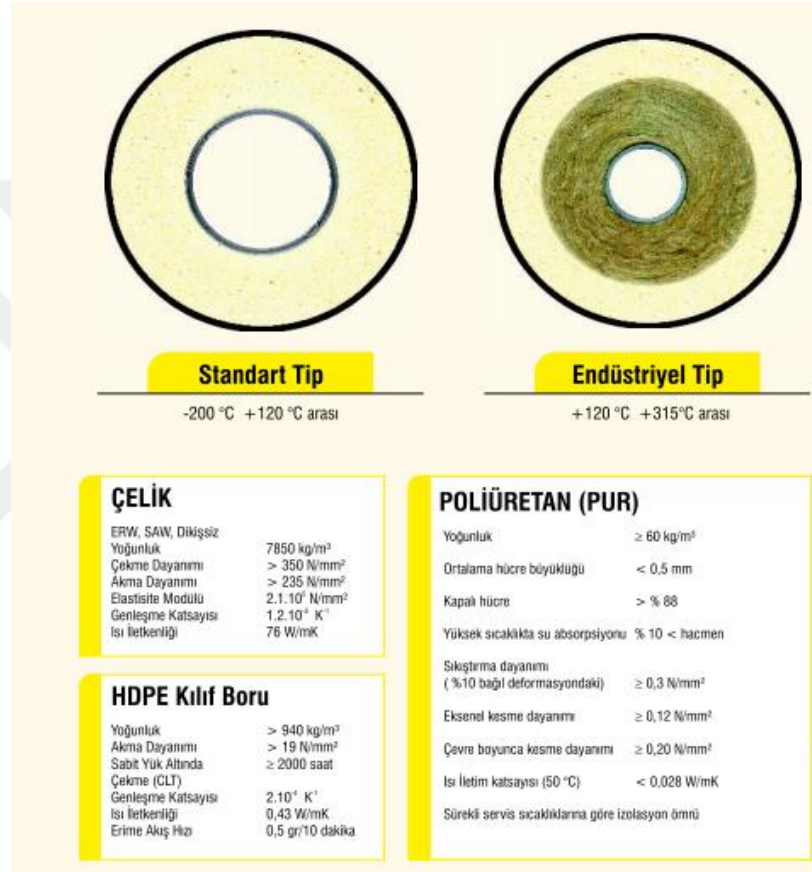 Standart Tip
-200 °C +120 °C arası
Endüstriyel Tip
+120 °C +315°C arası
ÇELİK
ERW, SAW, Dikişsiz
Yoğunluk 7850 kg/m³
Çekme Dayanımı > 350 N/mm²
Akma Dayanımı > 235 N/mm²
Elastisite Modülü N/mm²
Genleşme Katsayısı K⁻¹
Isı İletkenliği 76 W/mK
HDPE Kılıf Boru
Yoğunluk > 940 kg/m³
Akma Dayanımı > 19 N/mm²
Sabit Yük Altında ≥ 2000 saat
Çekme (CLT)
Genleşme Katsayısı K⁻¹
Isı İletkenliği 0,43 W/mK
Erime Akış Hızı 0,5 gr/10 dakika
POLİÜRETAN (PUR)
Yoğunluk ≥ 60 kg/m³
Ortalama hücre büyüklüğü < 0,5 mm
Kapalı hücre > % 88
Yüksek sıcaklıkta su absorpsiyonu % 10 < hacmen
Sıkıştırma dayanımı
( %10 bağıl deformasyondaki) ≥ 0,3 N/mm²
Eksenel kesme dayanımı ≥ 0,12 N/mm²
Çevre boyunca kesme dayanımı ≥ 0,20 N/mm²
Isı İletim katsayısı (50 °C) < 0,028 W/mK
Sürekli servis sıcaklıklarına göre izolasyon ömrü